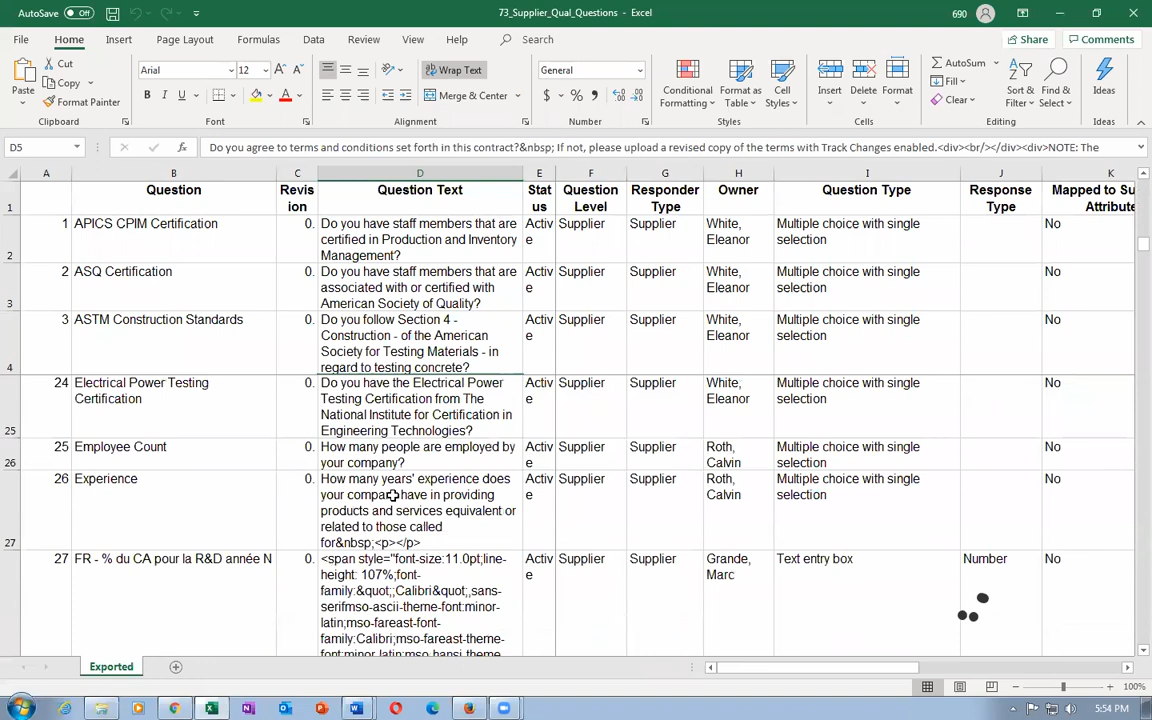 AutoSave Off 73_Supplier_Qual_Questions - Excel 690
File Home Insert Page Layout Formulas Data Review View Help Search Share Comments
Paste Cut Copy Format Painter
Arial 12 Wrap Text General AutoSum
B I U Merge & Center $ % Conditional Formatting Format as Table Cell Styles Insert Delete Format Fill Clear Sort & Filter Find & Select Ideas
Clipboard Font Alignment Number Styles Cells Editing Ideas
D5 fx Do you agree to terms and conditions set forth in this contract?&nbsp; If not, please upload a revised copy of the terms with Track Changes enabled.<div><br/></div><div>NOTE: The
A B C D E F G H I J K
1 Question Revis ion Question Text Stat us Question Level Responder Type Owner Question Type Response Type Mapped to Su Attribute
2 1 APICS CPIM Certification 0. Do you have staff members that are certified in Production and Inventory Management? Activ e Supplier Supplier White, Eleanor Multiple choice with single selection No
3 2 ASQ Certification 0. Do you have staff members that are associated with or certified with American Society of Quality? Activ e Supplier Supplier White, Eleanor Multiple choice with single selection No
4 3 ASTM Construction Standards 0. Do you follow Section 4 - Construction - of the American Society for Testing Materials - in regard to testing concrete? Activ e Supplier Supplier White, Eleanor Multiple choice with single selection No
25 24 Electrical Power Testing Certification 0. Do you have the Electrical Power Testing Certification from The National Institute for Certification in Engineering Technologies? Activ e Supplier Supplier White, Eleanor Multiple choice with single selection No
26 25 Employee Count 0. How many people are employed by your company? Activ e Supplier Supplier Roth, Calvin Multiple choice with single selection No
27 26 Experience 0. How many years' experience does your company have in providing products and services equivalent or related to those called for&nbsp;<p></p> Activ e Supplier Supplier Roth, Calvin Multiple choice with single selection No
27 FR - % du CA pour la R&D année N 0. <span style="font-size:11.0pt;line-height: 107%;font-family:&quot;;Calibri&quot;,sans-serifmso-ascii-theme-font:minor-latin;mso-fareast-font-family:Calibri;mso-fareast-theme-font:minor-latin;mso-hansi-theme- Activ e Supplier Supplier Grande, Marc Text entry box Number No
Exported
100%
5:54 PM